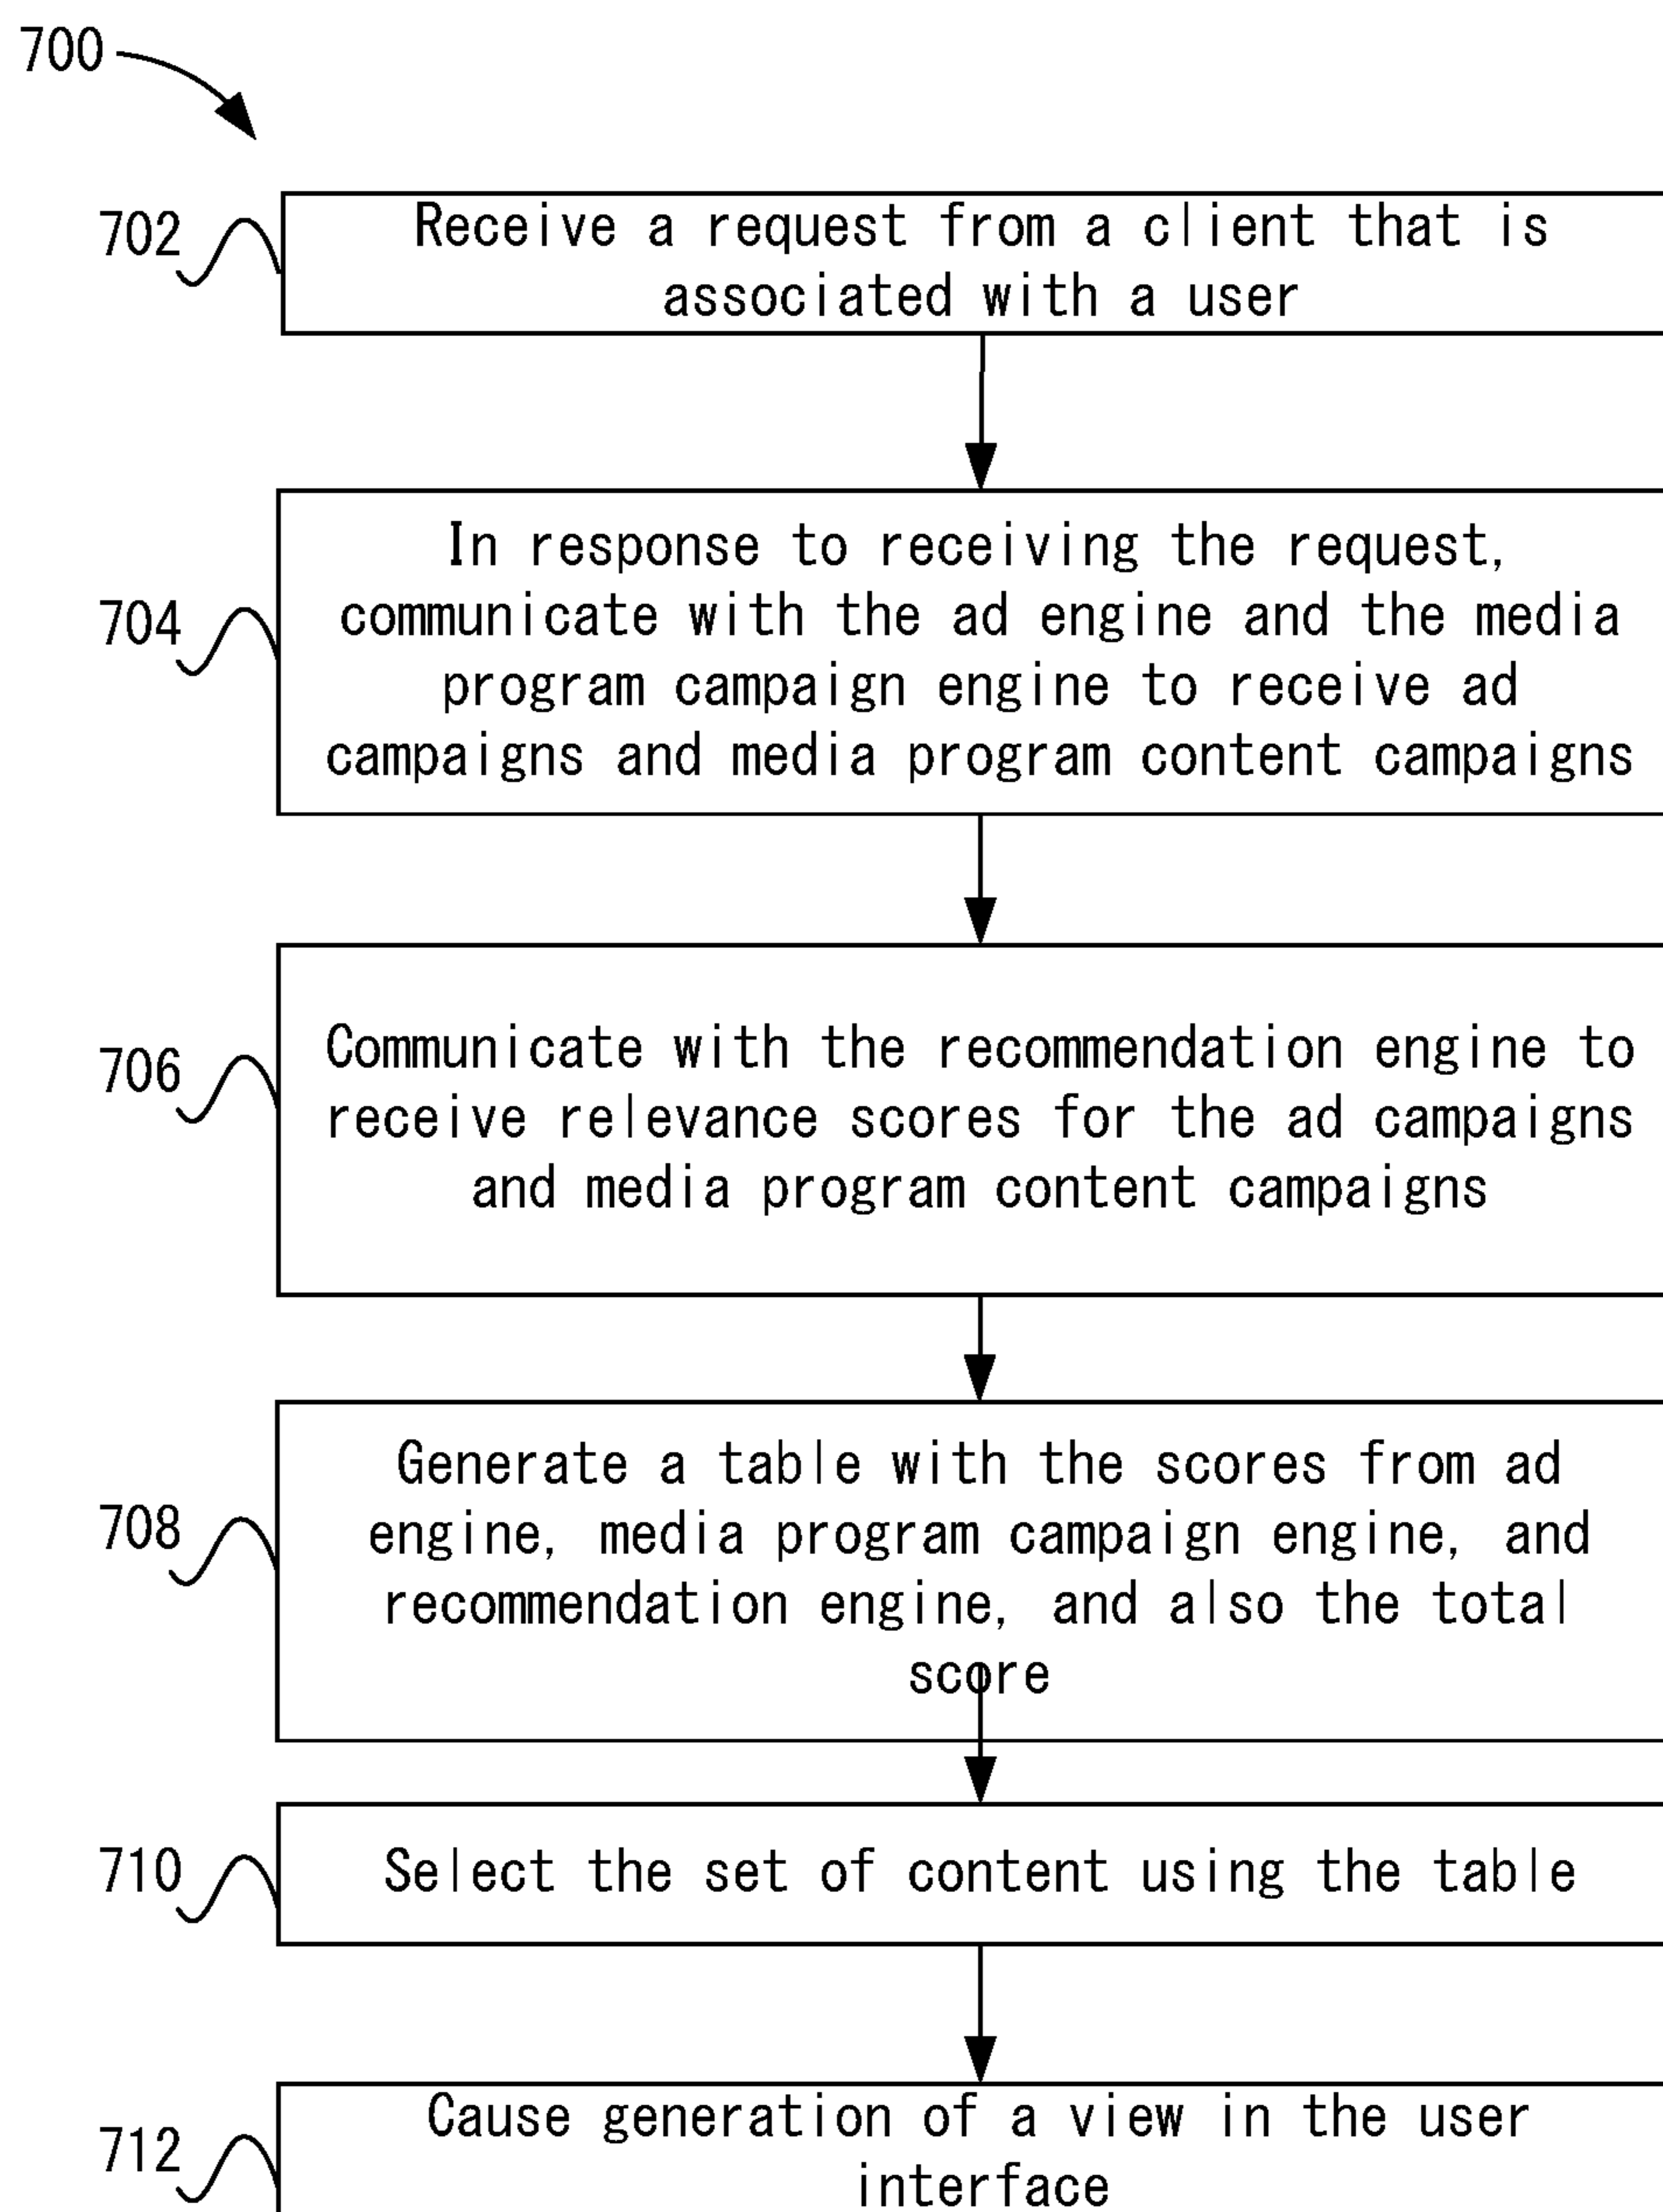 700
702
Receive a request from a client that is
associated with a user
704
In response to receiving the request,
communicate with the ad engine and the media
program campaign engine to receive ad
campaigns and media program content campaigns
706
Communicate with the recommendation engine to
receive relevance scores for the ad campaigns
and media program content campaigns
708
Generate a table with the scores from ad
engine, media program campaign engine, and
recommendation engine, and also the total
score
710
Select the set of content using the table
712
Cause generation of a view in the user
interface